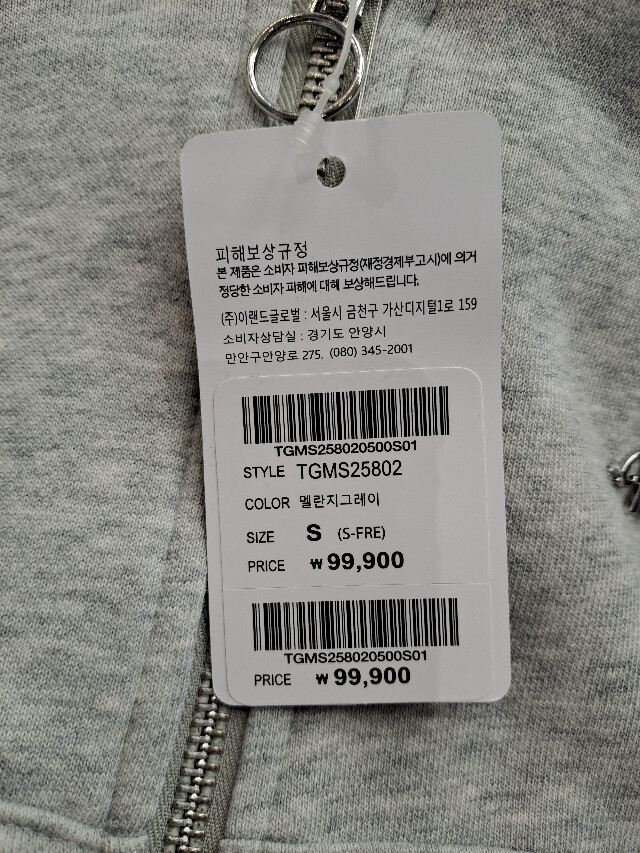 피해보상규정
본 제품은 소비자 피해보상규정(재정경제부고시)에 의거
정당한 소비자 피해에 대해 보상해드립니다.
(주)이랜드글로벌 : 서울시 금천구 가산디지털1로 159
소비자상담실 : 경기도 안양시
만안구안양로 275. (080) 345-2001
TGMS258020500S01
STYLE TGMS25802
COLOR 멜란지그레이
SIZE S (S-FRE)
PRICE ₩99,900
TGMS258020500S01
PRICE ₩99,900